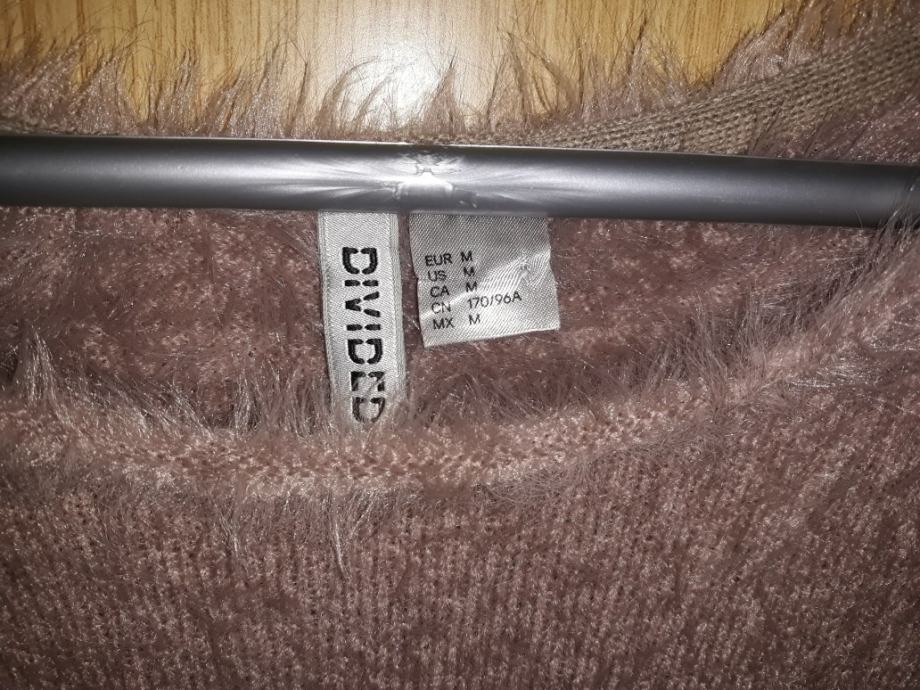 DIVIDED
EUR M
US M
CA M
CN 170/96A
MX M